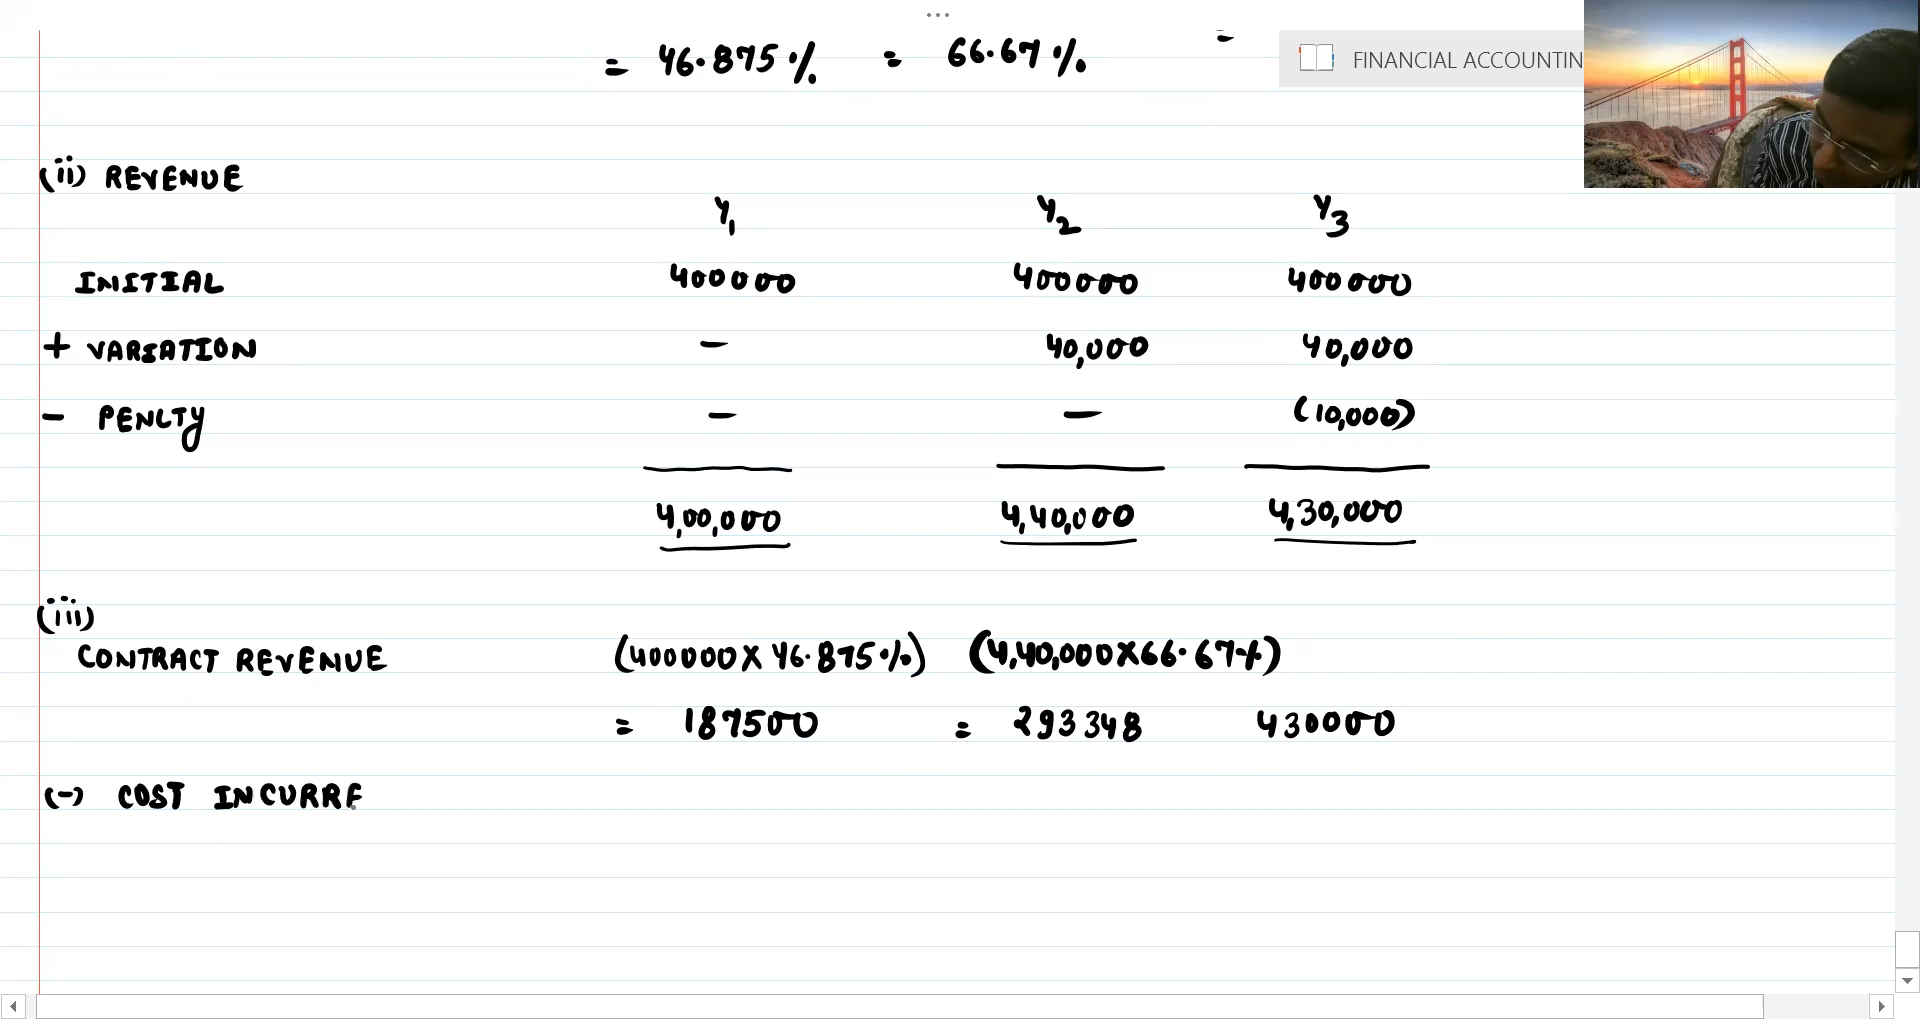 = 46.875% = 66.67% =
FINANCIAL ACCOUNTIN
(ii) REVENUE
Y1 Y2 Y3
INITIAL 400000 400000 400000
+ VARIATION - 40,000 40,000
- PENLTY - - (10,000)
4,00,000 4,40,000 4,30,000
(iii)
CONTRACT REVENUE (400000 X 46.875%) (4,40,000 X 66.67%)
= 187500 = 293348 430000
(-) COST INCURRE